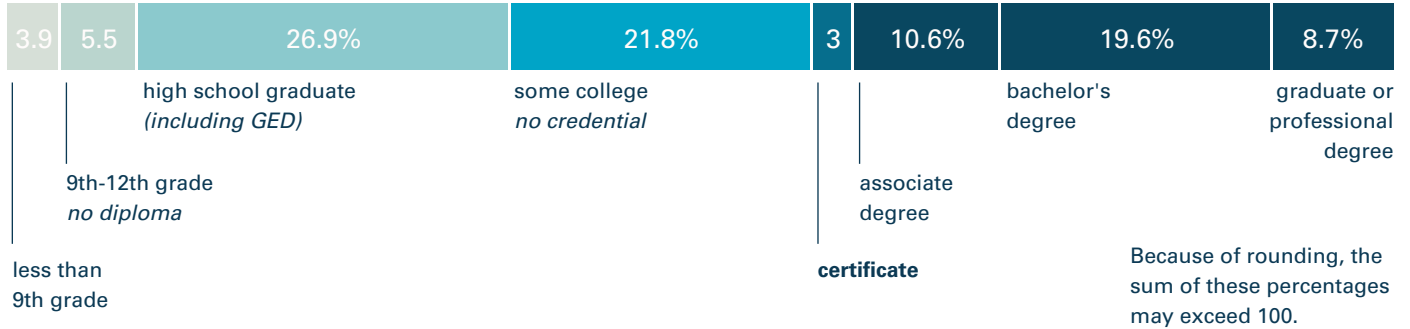 3.9 5.5 26.9% 21.8% 3 10.6% 19.6% 8.7%
high school graduate
(including GED)
some college
no credential
bachelor's
degree
graduate or
professional
degree
9th-12th grade
no diploma
associate
degree
less than
9th grade
certificate
Because of rounding, the
sum of these percentages
may exceed 100.